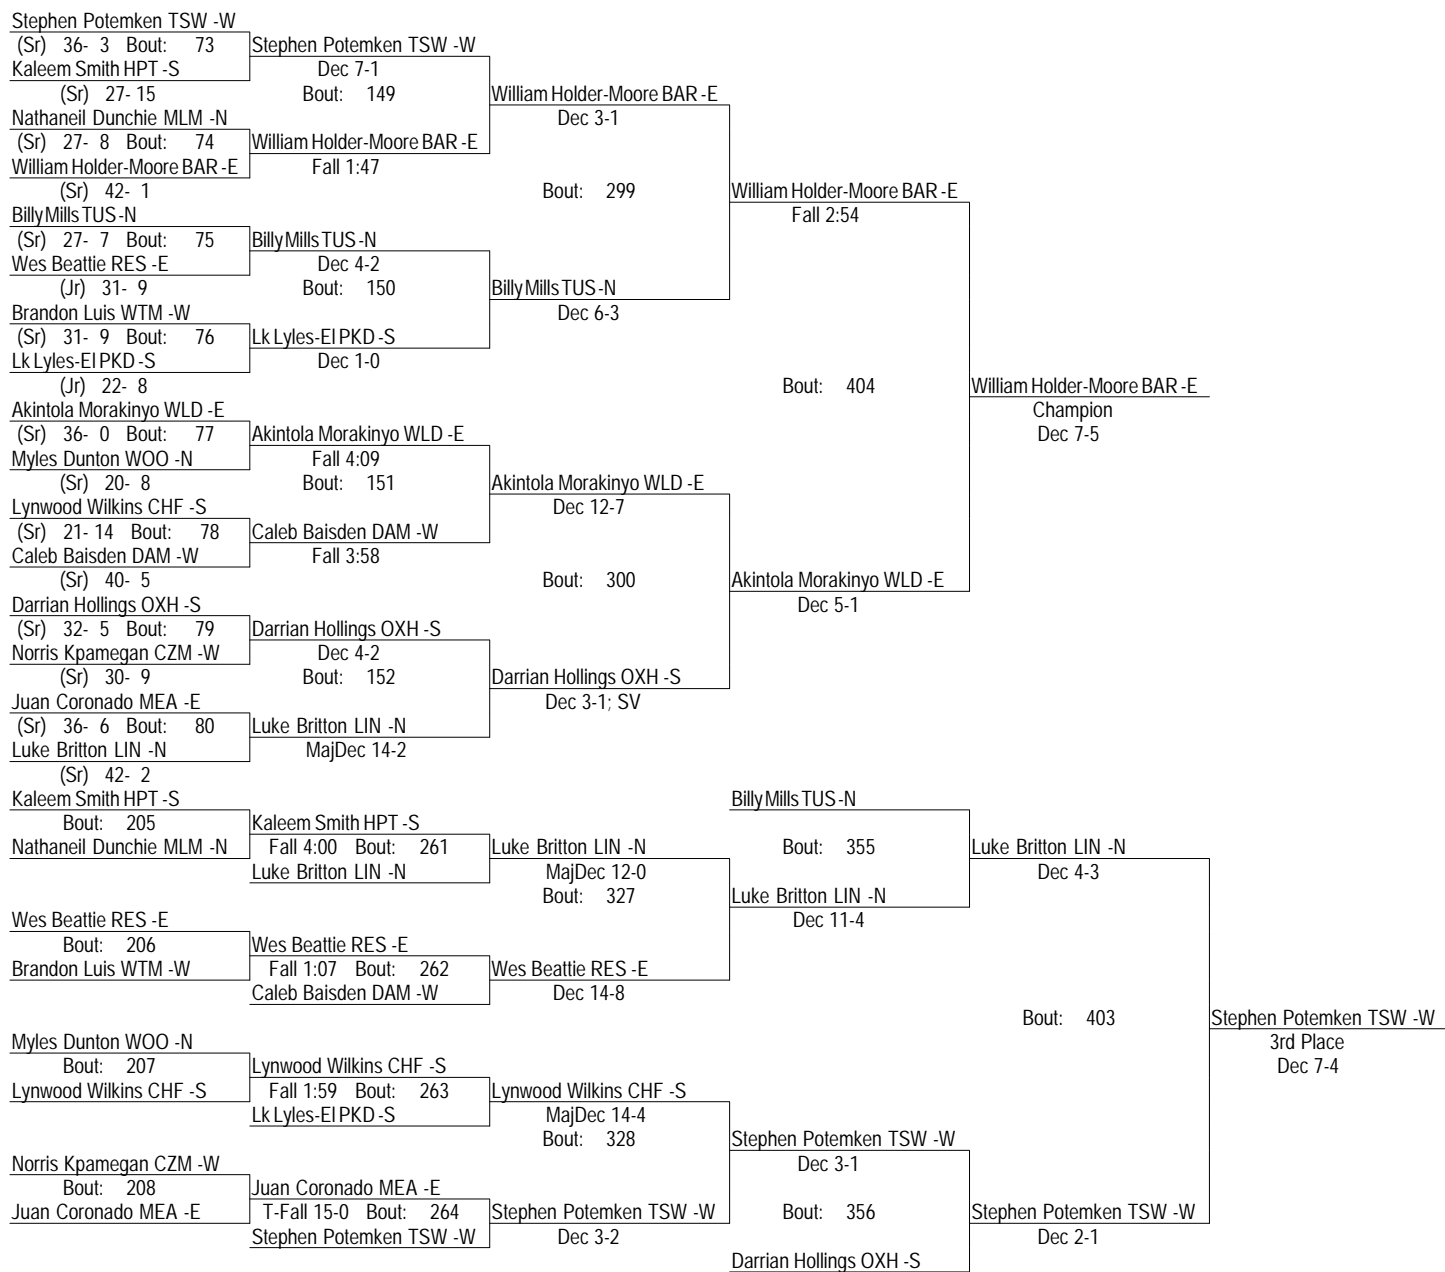 Stephen Potemken TSW -W
(Sr) 36- 3 Bout: 73
Kaleem Smith HPT -S
(Sr) 27- 15
Nathaneil Dunchie MLM -N
(Sr) 27- 8 Bout: 74
William Holder-Moore BAR -E
(Sr) 42- 1
Billy Mills TUS -N
(Sr) 27- 7 Bout: 75
Wes Beattie RES -E
(Jr) 31- 9
Brandon Luis WTM -W
(Sr) 31- 9 Bout: 76
Lk Lyles-El PKD -S
(Jr) 22- 8
Akintola Morakinyo WLD -E
(Sr) 36- 0 Bout: 77
Myles Dunton WOO -N
(Sr) 20- 8
Lynwood Wilkins CHF -S
(Sr) 21- 14 Bout: 78
Caleb Baisden DAM -W
(Sr) 40- 5
Darrian Hollings OXH -S
(Sr) 32- 5 Bout: 79
Norris Kpamegan CZM -W
(Sr) 30- 9
Juan Coronado MEA -E
(Sr) 36- 6 Bout: 80
Luke Britton LIN -N
(Sr) 42- 2
Stephen Potemken TSW -W
Dec 7-1
Bout: 149
William Holder-Moore BAR -E
Fall 1:47
Billy Mills TUS -N
Dec 4-2
Bout: 150
Lk Lyles-El PKD -S
Dec 1-0
Akintola Morakinyo WLD -E
Fall 4:09
Bout: 151
Caleb Baisden DAM -W
Fall 3:58
Darrian Hollings OXH -S
Dec 4-2
Bout: 152
Luke Britton LIN -N
MajDec 14-2
William Holder-Moore BAR -E
Dec 3-1
Bout: 299
Billy Mills TUS -N
Dec 6-3
Akintola Morakinyo WLD -E
Dec 12-7
Bout: 300
Darrian Hollings OXH -S
Dec 3-1; SV
William Holder-Moore BAR -E
Fall 2:54
Bout: 404
Akintola Morakinyo WLD -E
Dec 5-1
William Holder-Moore BAR -E
Champion
Dec 7-5
Kaleem Smith HPT -S
Bout: 205
Nathaneil Dunchie MLM -N
Wes Beattie RES -E
Bout: 206
Brandon Luis WTM -W
Myles Dunton WOO -N
Bout: 207
Lynwood Wilkins CHF -S
Norris Kpamegan CZM -W
Bout: 208
Juan Coronado MEA -E
Kaleem Smith HPT -S
Fall 4:00 Bout: 261
Luke Britton LIN -N
Wes Beattie RES -E
Fall 1:07 Bout: 262
Caleb Baisden DAM -W
Lynwood Wilkins CHF -S
Fall 1:59 Bout: 263
Lk Lyles-El PKD -S
Juan Coronado MEA -E
T-Fall 15-0 Bout: 264
Stephen Potemken TSW -W
Luke Britton LIN -N
MajDec 12-0
Bout: 327
Wes Beattie RES -E
Dec 14-8
Lynwood Wilkins CHF -S
MajDec 14-4
Bout: 328
Stephen Potemken TSW -W
Dec 3-2
Billy Mills TUS -N
Bout: 355
Luke Britton LIN -N
Dec 11-4
Stephen Potemken TSW -W
Dec 3-1
Bout: 356
Darrian Hollings OXH -S
Luke Britton LIN -N
Dec 4-3
Bout: 403
Stephen Potemken TSW -W
Dec 2-1
Stephen Potemken TSW -W
3rd Place
Dec 7-4